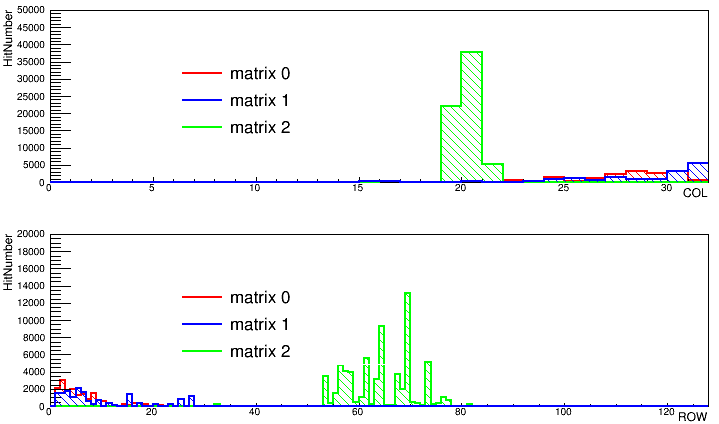 HitNumber
50000
45000
40000
35000
30000
25000
20000
15000
10000
5000
0
matrix 0
matrix 1
matrix 2
0 5 10 15 20 25 30
COL
HitNumber
20000
18000
16000
14000
12000
10000
8000
6000
4000
2000
0
matrix 0
matrix 1
matrix 2
0 20 40 60 80 100 120
ROW